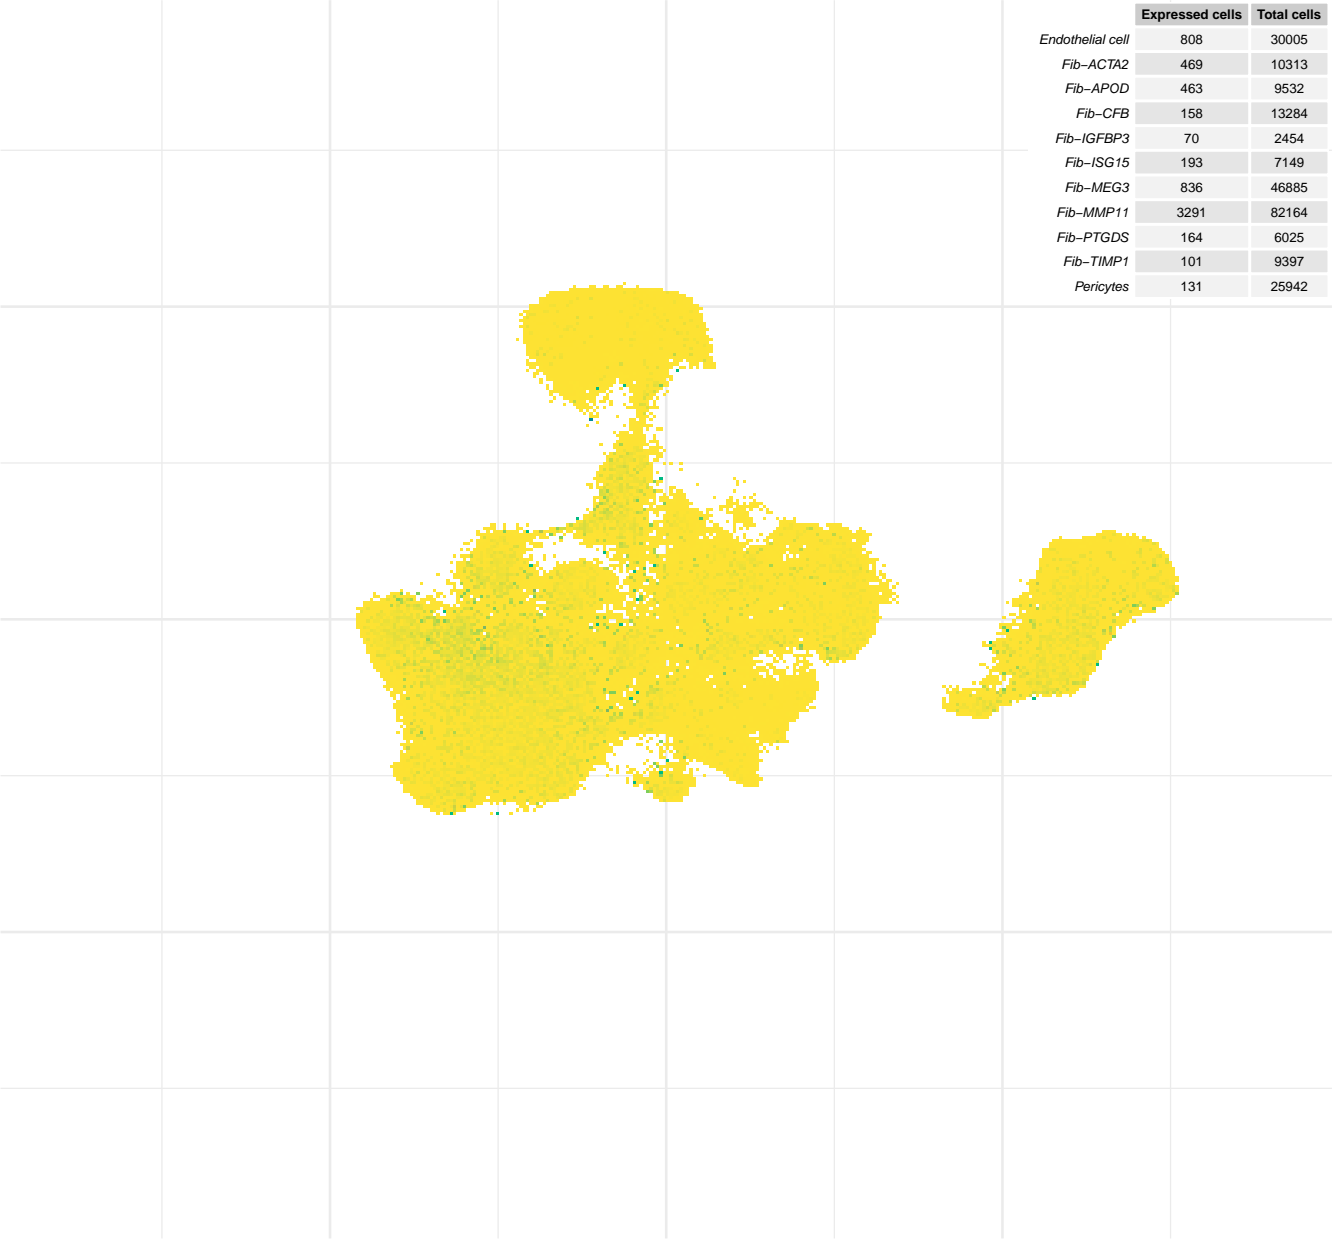 Expressed cells Total cells
Endothelial cell 808 30005
Fib−ACTA2 469 10313
Fib−APOD 463 9532
Fib−CFB 158 13284
Fib−IGFBP3 70 2454
Fib−ISG15 193 7149
Fib−MEG3 836 46885
Fib−MMP11 3291 82164
Fib−PTGDS 164 6025
Fib−TIMP1 101 9397
Pericytes 131 25942